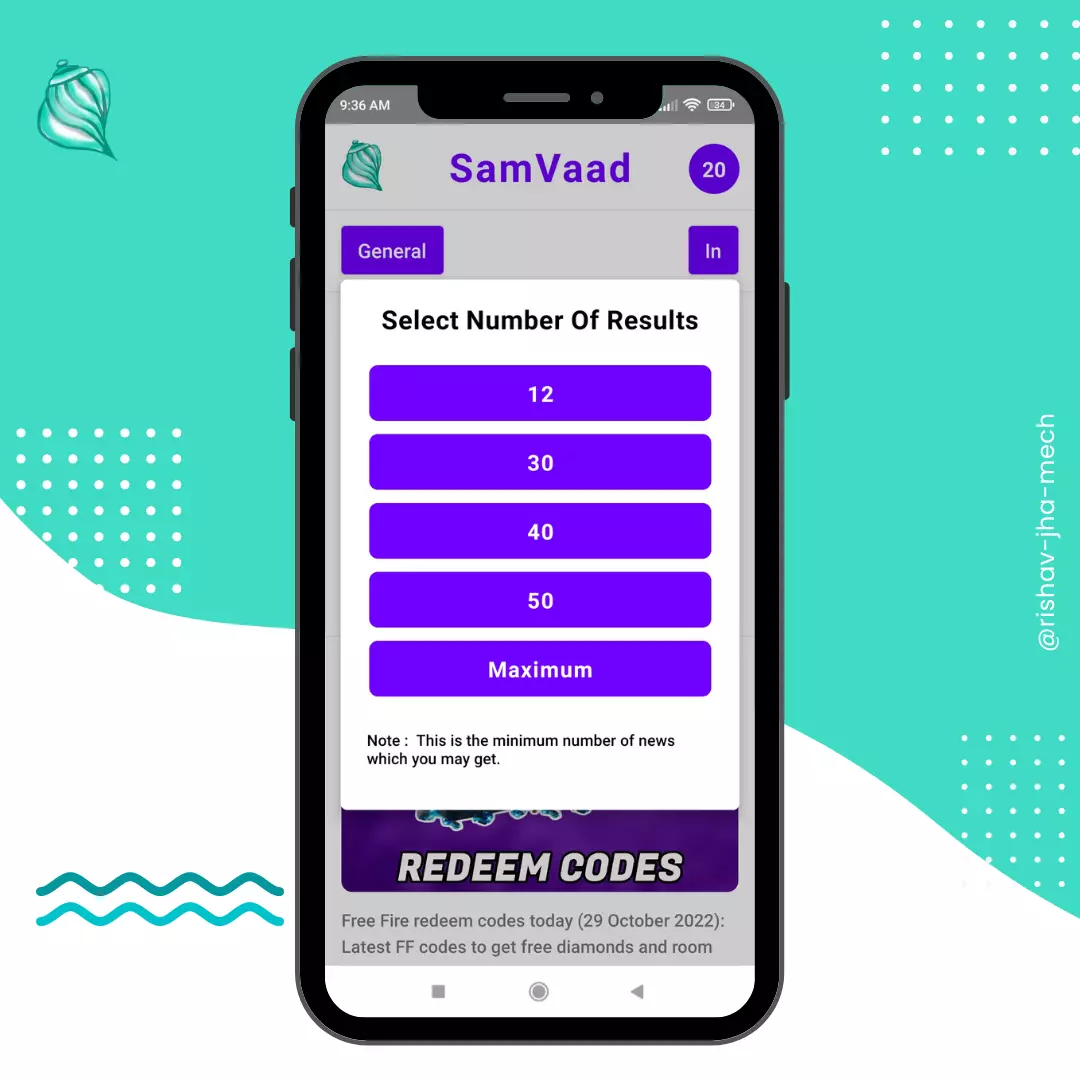 9:36 AM
34
SamVaad
20
General
In
Select Number Of Results
12
30
40
50
Maximum
Note :  This is the minimum number of news
which you may get.
REDEEM CODES
Free Fire redeem codes today (29 October 2022):
Latest FF codes to get free diamonds and room
@rishav-jha-mech